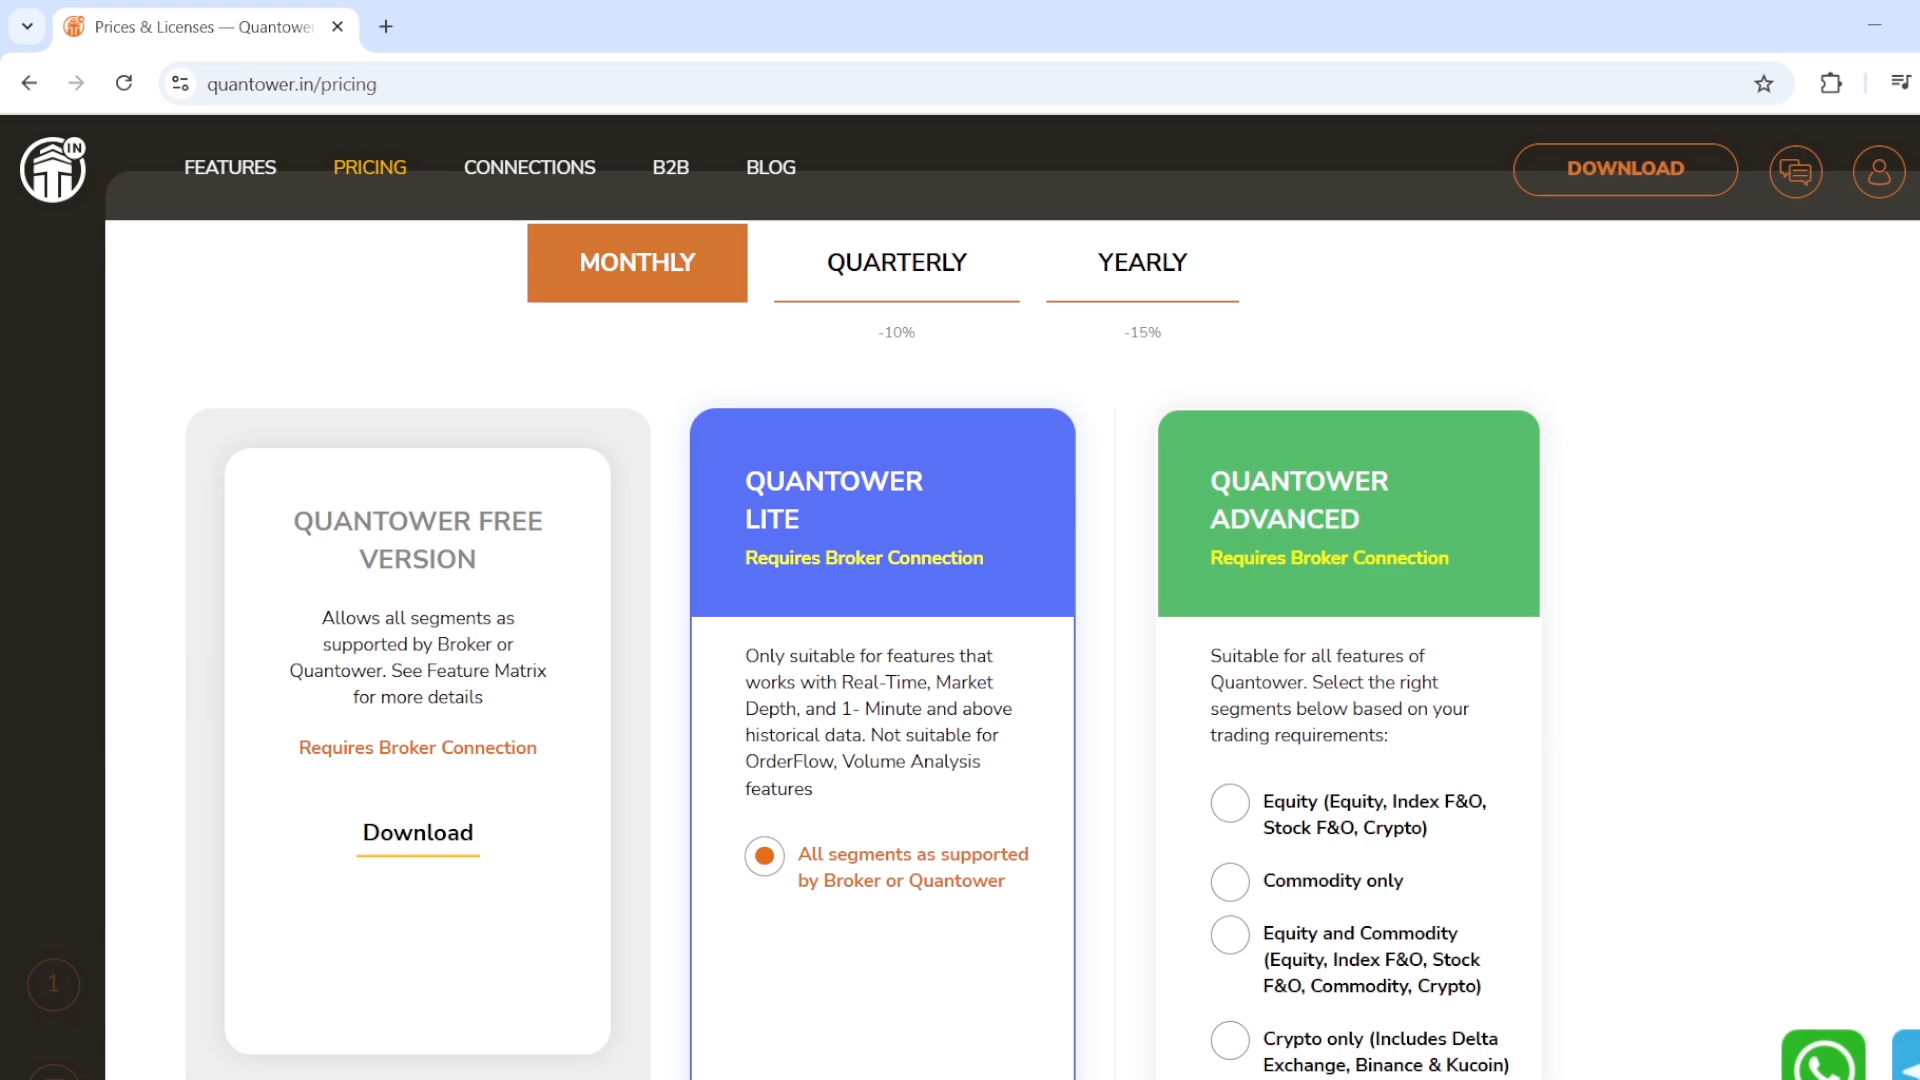 Prices & Licenses — Quantower
quantower.in/pricing
IN
FEATURES
PRICING
CONNECTIONS
B2B
BLOG
DOWNLOAD
MONTHLY
QUARTERLY
YEARLY
-10%
-15%
QUANTOWER FREE
VERSION
Allows all segments as
supported by Broker or
Quantower. See Feature Matrix
for more details
Requires Broker Connection
Download
QUANTOWER
LITE
Requires Broker Connection
Only suitable for features that
works with Real-Time, Market
Depth, and 1- Minute and above
historical data. Not suitable for
OrderFlow, Volume Analysis
features
All segments as supported
by Broker or Quantower
QUANTOWER
ADVANCED
Requires Broker Connection
Suitable for all features of
Quantower. Select the right
segments below based on your
trading requirements:
Equity (Equity, Index F&O,
Stock F&O, Crypto)
Commodity only
Equity and Commodity
(Equity, Index F&O, Stock
F&O, Commodity, Crypto)
Crypto only (Includes Delta
Exchange, Binance & Kucoin)
1